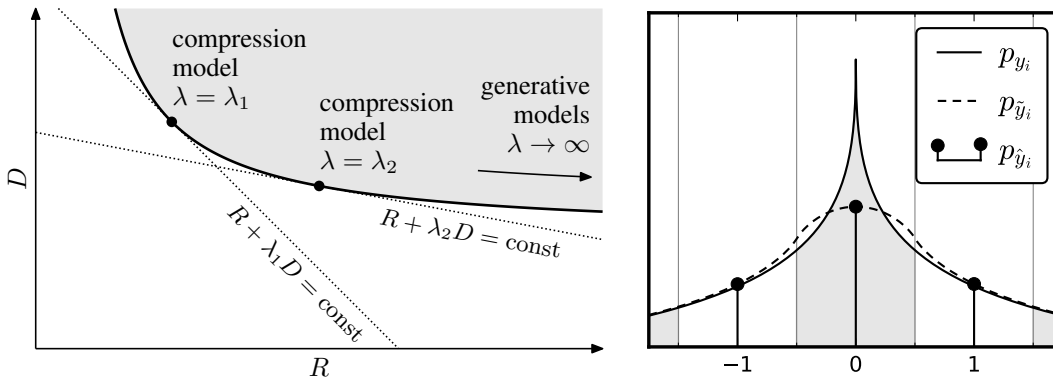 D
compression
model
λ = λ₁
compression
model
λ = λ₂
generative
models
λ → ∞
R + λ₁D = const
R + λ₂D = const
R
p_{y_i}
p_{ỹ_i}
p_{ŷ_i}
−1
0
1